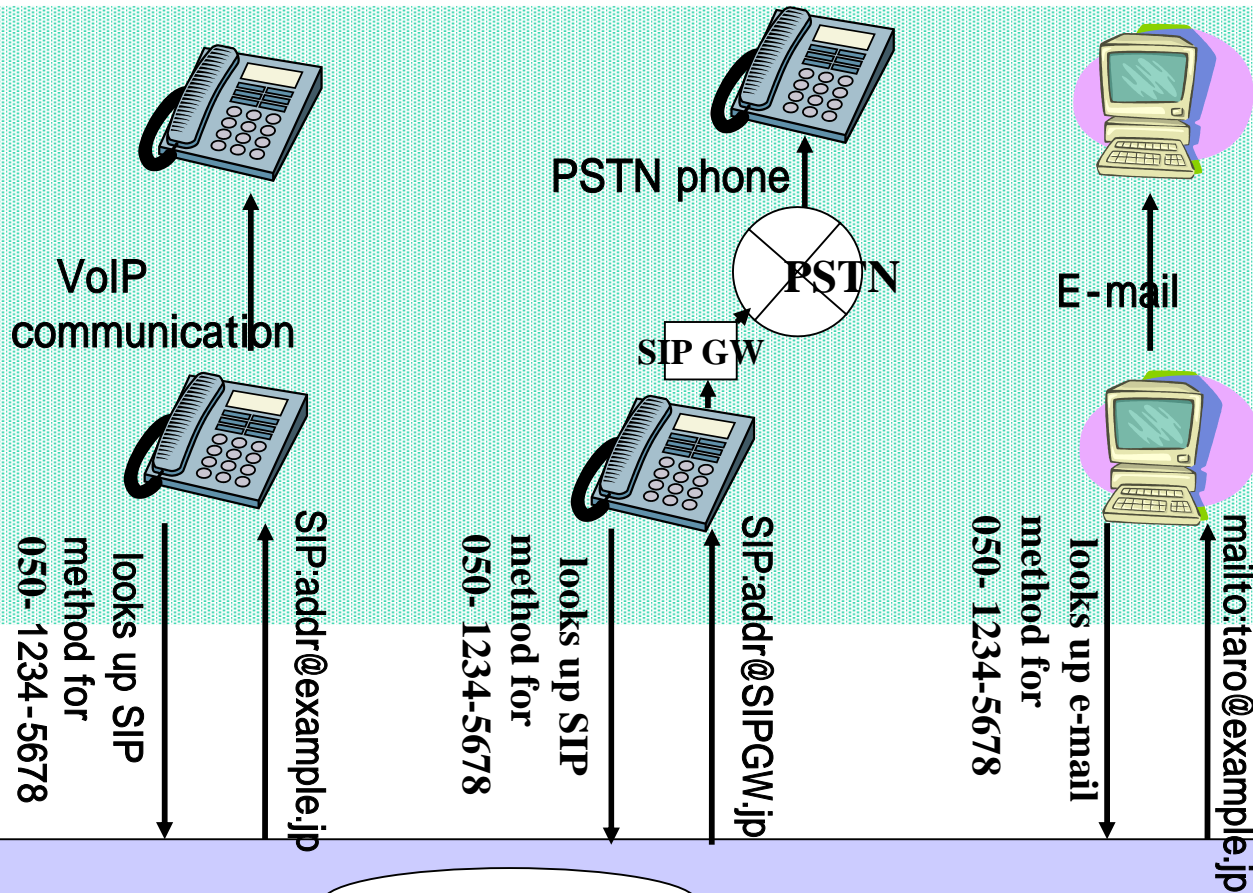 PSTN phone
PSTN
VoIP
communication
E-mail
SIP GW
looks up SIP
method for
050- 1234-5678
SIP:addr@example.jp
looks up SIP
method for
050- 1234-5678
SIP:addr@SIPGW.jp
looks up e-mail
method for
050- 1234-5678
mailto:taro@example.jp